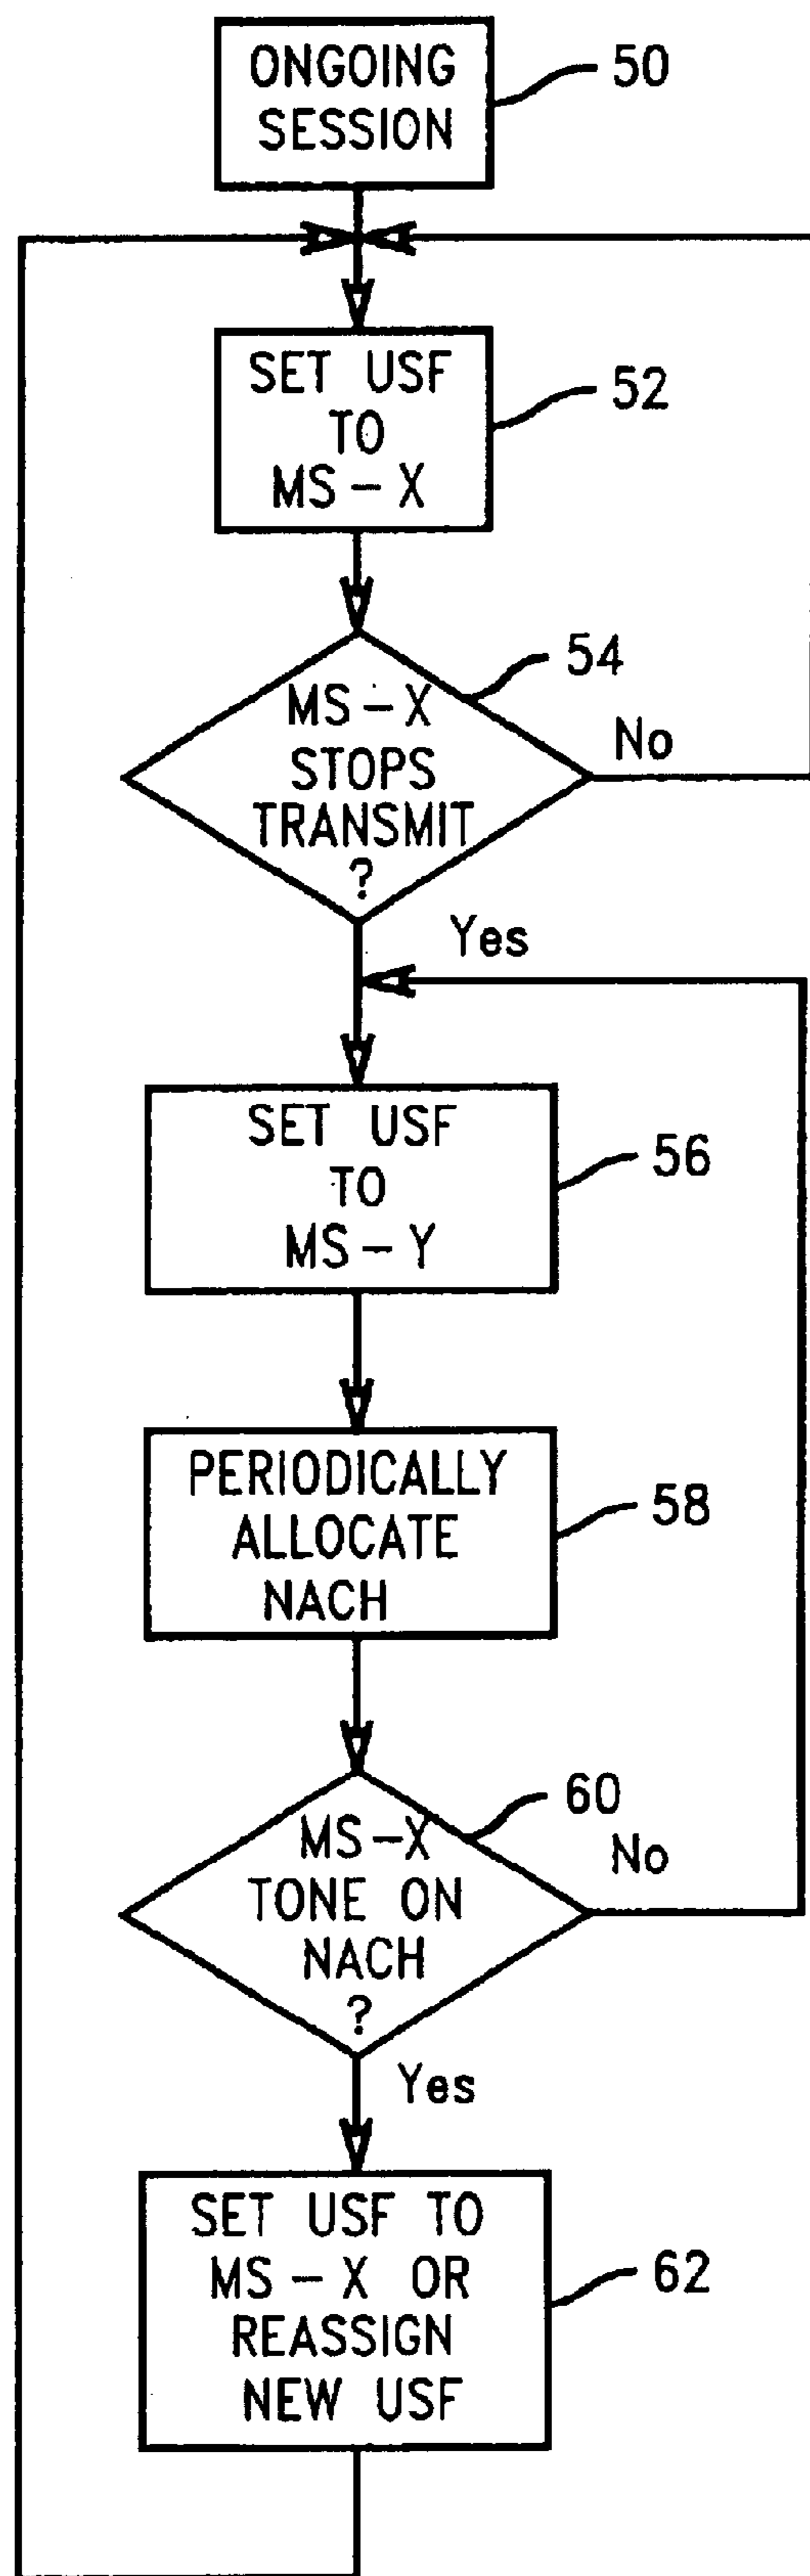 ONGOING
SESSION
50
SET USF
TO
MS-X
52
54
MS-X
STOPS
TRANSMIT
?
No
Yes
SET USF
TO
MS-Y
56
PERIODICALLY
ALLOCATE
NACH
58
60
MS-X
TONE ON
NACH
?
No
Yes
SET USF TO
MS-X OR
REASSIGN
NEW USF
62